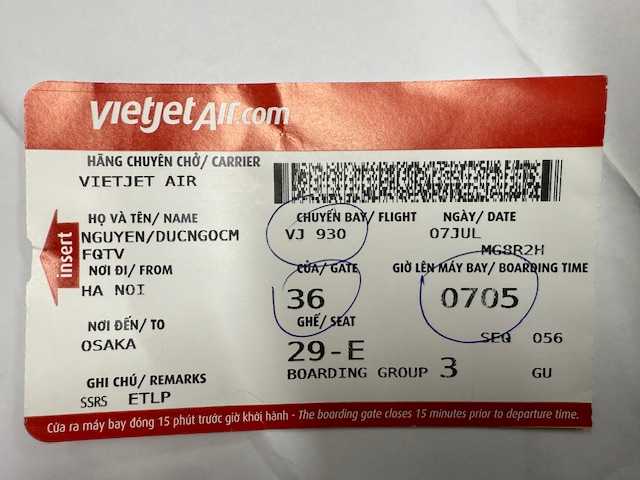 vietjetAir.com
HÃNG CHUYÊN CHỞ/ CARRIER
VIETJET AIR
HỌ VÀ TÊN/ NAME
NGUYEN/DUCNGOCM
FQTV
NƠI ĐI/ FROM
HA NOI
NƠI ĐẾN/ TO
OSAKA
GHI CHÚ/ REMARKS
SSRS ETLP
CHUYẾN BAY/ FLIGHT
VJ 930
NGÀY/ DATE
07JUL
MG8R2H
CỬA/ GATE
36
GIỜ LÊN MÁY BAY/ BOARDING TIME
0705
GHẾ/ SEAT
29-E
SEQ 056
BOARDING GROUP 3
GU
insert
Cửa ra máy bay đóng 15 phút trước giờ khởi hành - The boarding gate closes 15 minutes prior to departure time.